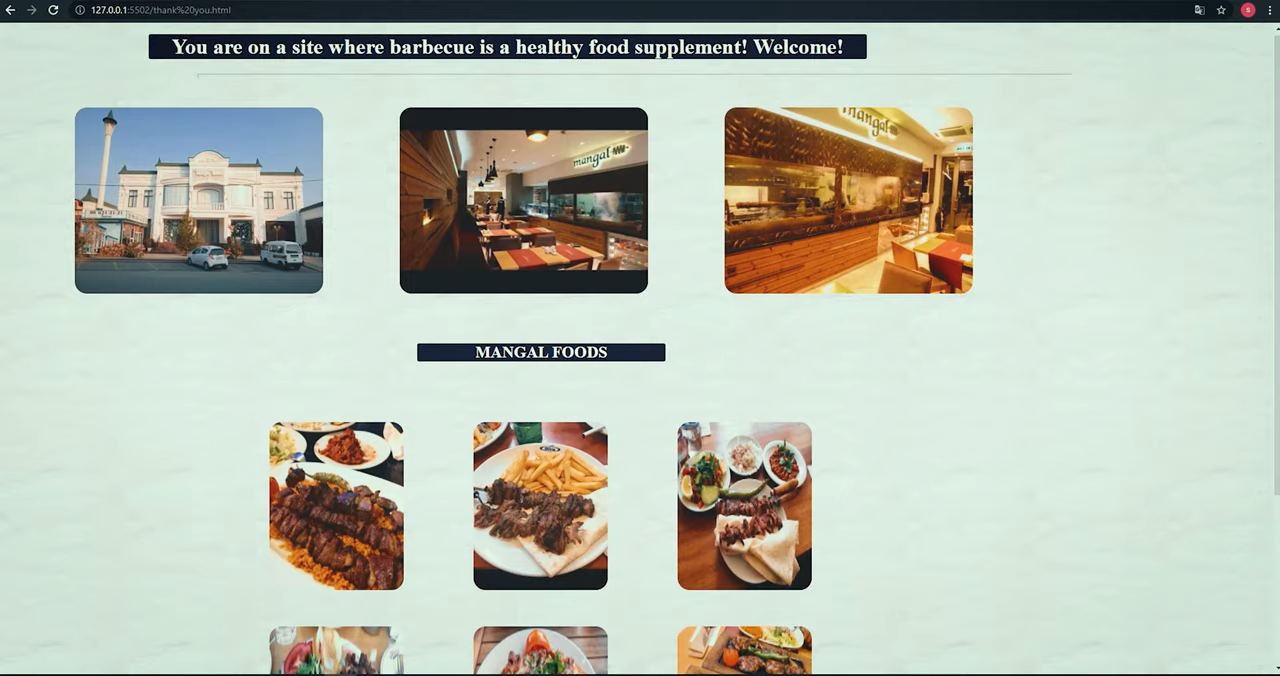 127.0.0.1:5502/thank%20you.html
S
You are on a site where barbecue is a healthy food supplement! Welcome!
mangal
mangal
MANGAL FOODS